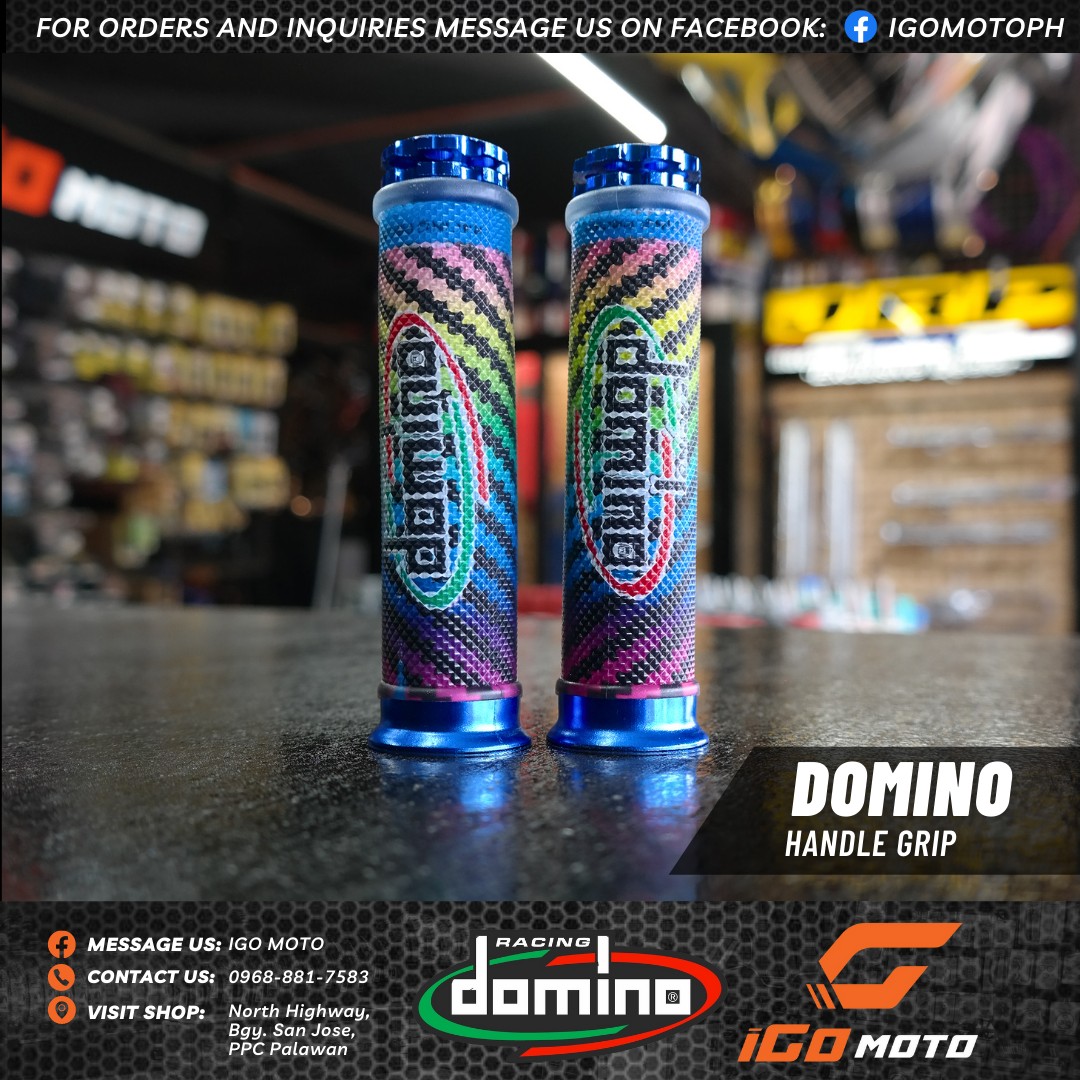 FOR ORDERS AND INQUIRIES MESSAGE US ON FACEBOOK: IGOMOTOPH
MOTO
domino
domino
DOMINO
HANDLE GRIP
MESSAGE US: IGO MOTO
CONTACT US: 0968-881-7583
VISIT SHOP: North Highway,
Bgy. San Jose,
PPC Palawan
RACING
domino®
iGO MOTO